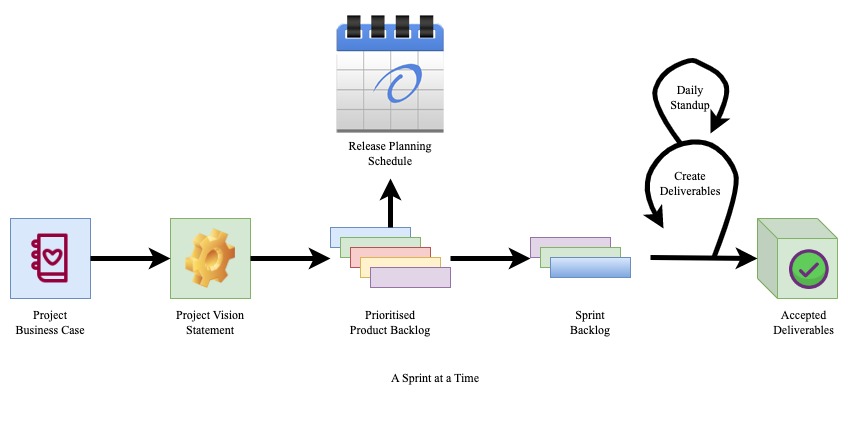 Daily
Standup
Release Planning
Schedule
Create
Deliverables
Project
Business Case
Project Vision
Statement
Prioritised
Product Backlog
Sprint
Backlog
Accepted
Deliverables
A Sprint at a Time